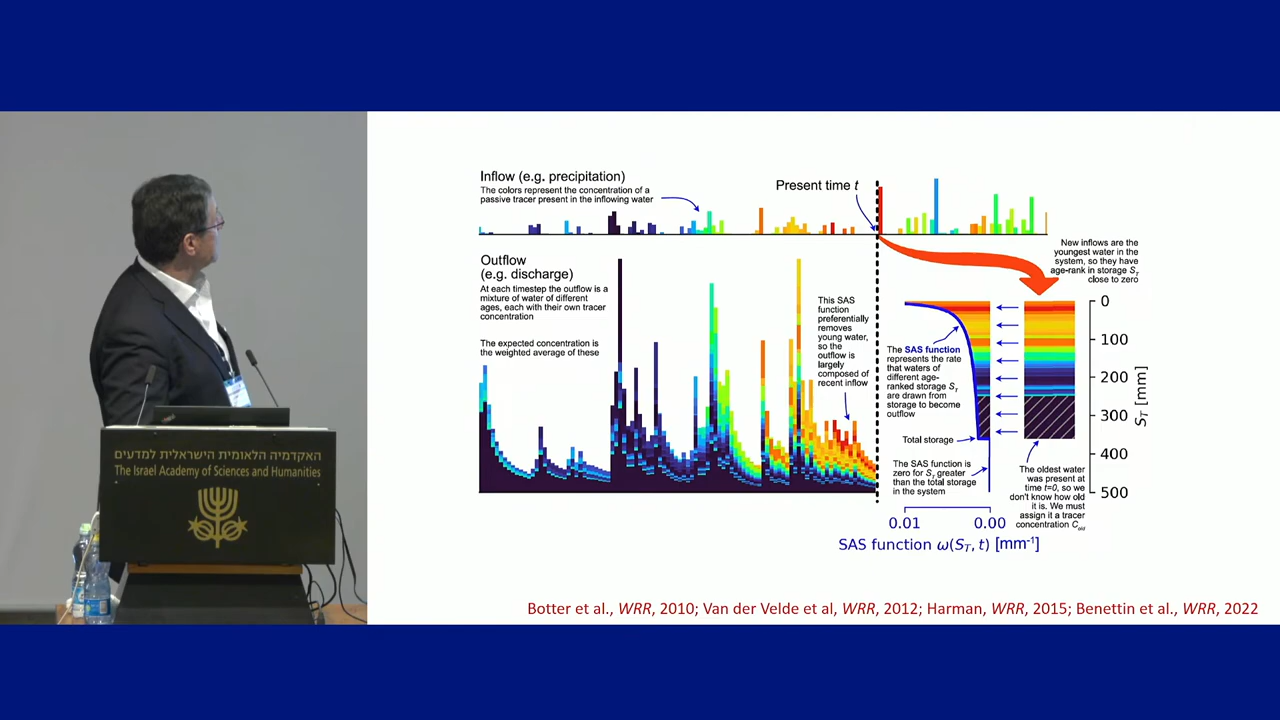 האקדמיה הלאומית הישראלית למדעים
The Israel Academy of Sciences and Humanities
Inflow (e.g. precipitation)
The colors represent the concentration of a
passive tracer present in the inflowing water
Present time t
New inflows are the
youngest water in the
system, so they have
age-rank in storage S_T
close to zero
Outflow
(e.g. discharge)
At each timestep the outflow is a
mixture of water of different
ages, each with their own tracer
concentration
The expected concentration is
the weighted average of these
This SAS
function
preferentially
removes
young water,
so the
outflow is
largely
composed of
recent inflow
The SAS function
represents the rate
that waters of
different age-
ranked storage S_T
are drawn from
storage to become
outflow
Total storage
The SAS function is
zero for S_T greater
than the total storage
in the system
The oldest water
was present at
time t=0, so we
don't know how old
it is. We must
assign it a tracer
concentration C_old
0
100
200
300
400
500
S_T [mm]
0.01 0.00
SAS function ω(S_T, t) [mm⁻¹]
Botter et al., WRR, 2010; Van der Velde et al, WRR, 2012; Harman, WRR, 2015; Benettin et al., WRR, 2022